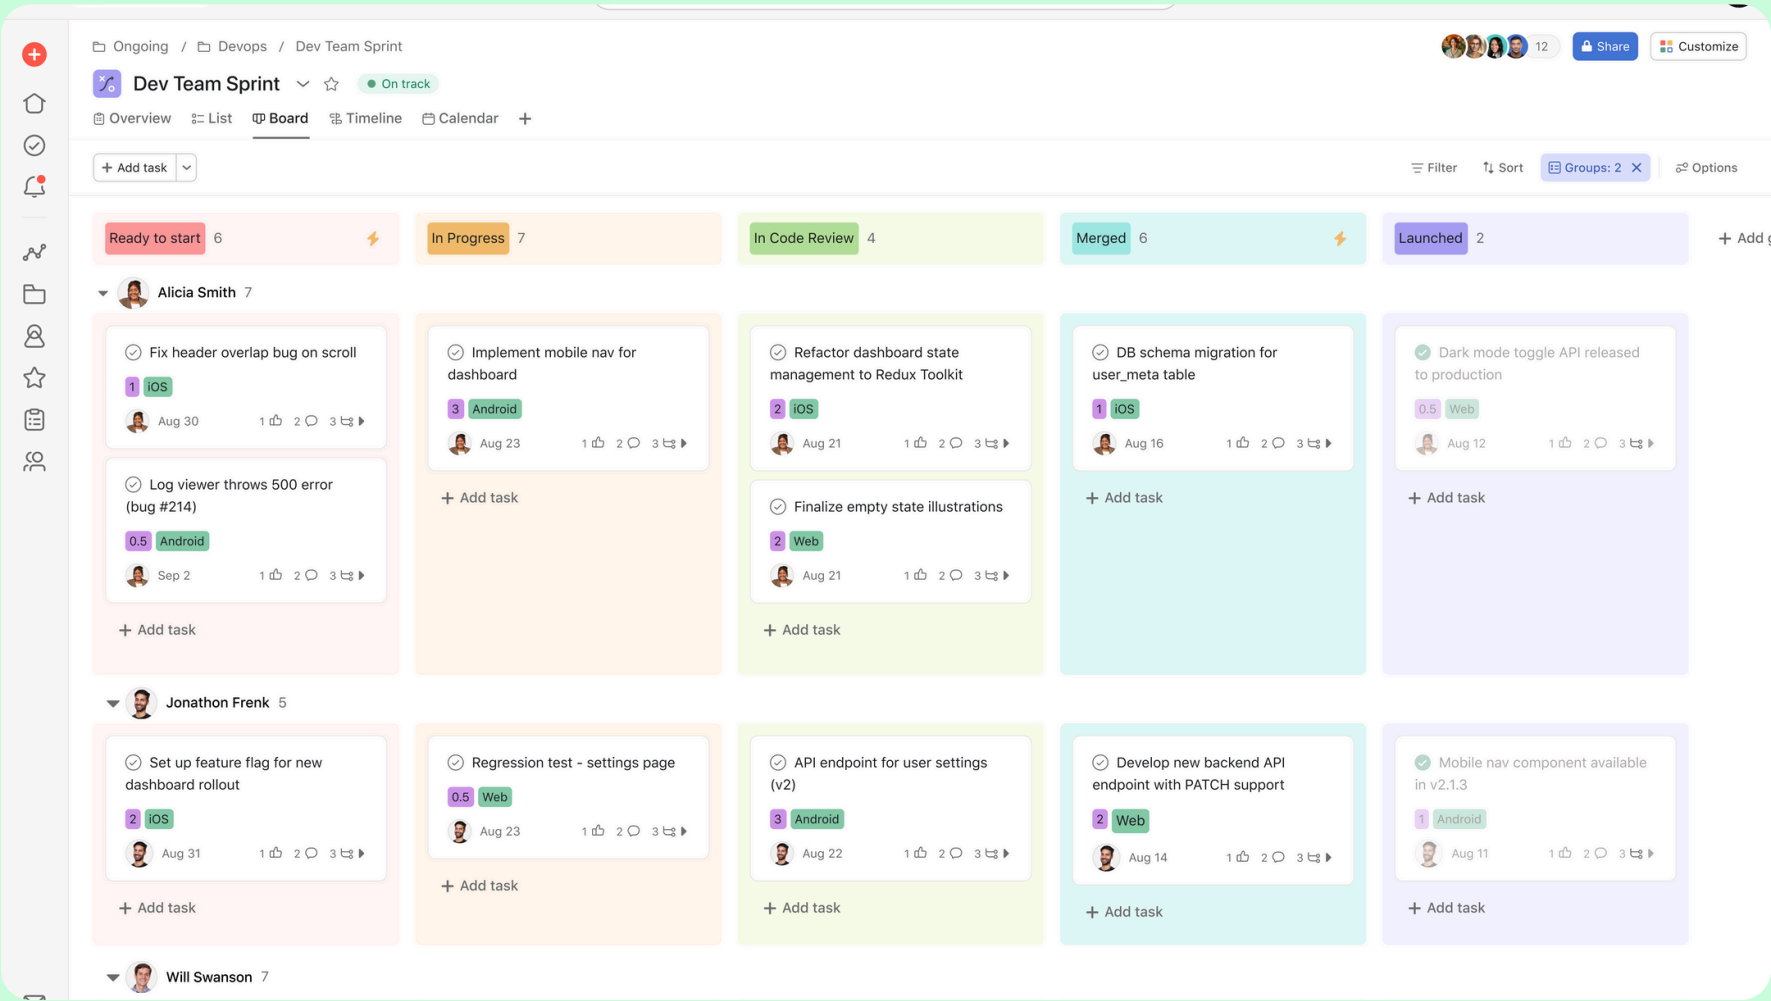 Ongoing / Devops / Dev Team Sprint
12 Share Customize
Dev Team Sprint On track
Overview List Board Timeline Calendar
Add task Filter Sort Groups: 2 Options
Ready to start 6 In Progress 7 In Code Review 4 Merged 6 Launched 2 Add
Alicia Smith 7
Fix header overlap bug on scroll
1 iOS
Aug 30 1 2 3
Log viewer throws 500 error
(bug #214)
0.5 Android
Sep 2 1 2 3
Add task
Implement mobile nav for
dashboard
3 Android
Aug 23 1 2 3
Add task
Refactor dashboard state
management to Redux Toolkit
2 iOS
Aug 21 1 2 3
Finalize empty state illustrations
2 Web
Aug 21 1 2 3
Add task
DB schema migration for
user_meta table
1 iOS
Aug 16 1 2 3
Add task
Dark mode toggle API released
to production
0.5 Web
Aug 12 1 2 3
Add task
Jonathon Frenk 5
Set up feature flag for new
dashboard rollout
2 iOS
Aug 31 1 2 3
Add task
Regression test - settings page
0.5 Web
Aug 23 1 2 3
Add task
API endpoint for user settings
(v2)
3 Android
Aug 22 1 2 3
Add task
Develop new backend API
endpoint with PATCH support
2 Web
Aug 14 1 2 3
Add task
Mobile nav component available
in v2.1.3
1 Android
Aug 11 1 2 3
Add task
Will Swanson 7